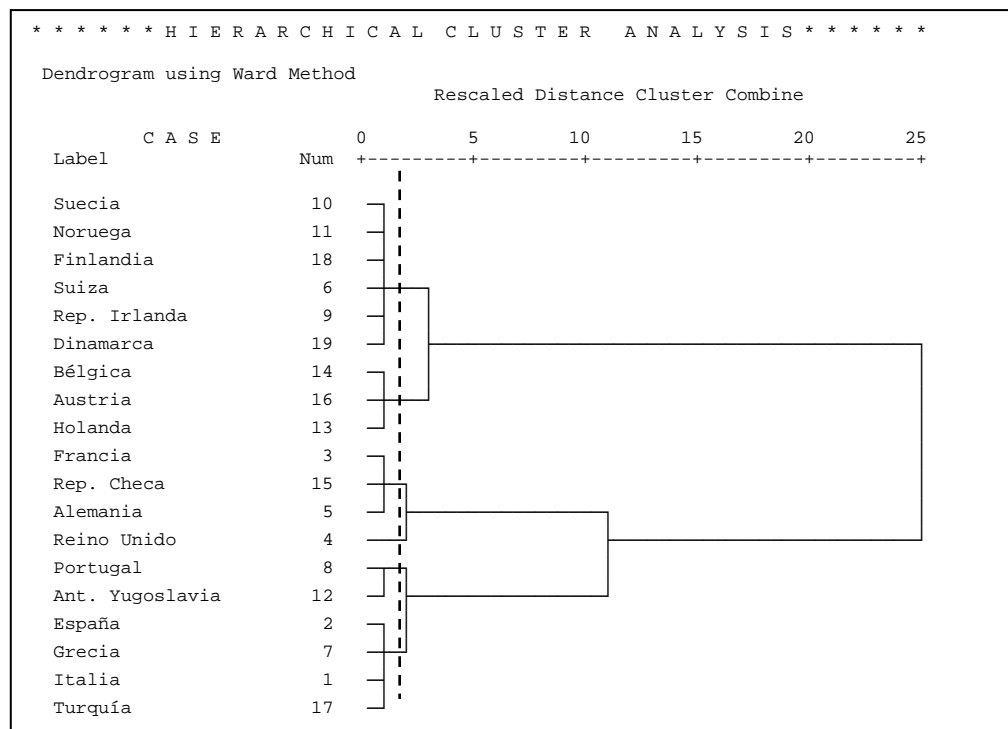 * * * * * * H I E R A R C H I C A L  C L U S T E R   A N A L Y S I S * * * * * *
Dendrogram using Ward Method
Rescaled Distance Cluster Combine
C A S E 0 5 10 15 20 25
Label Num +---------+---------+---------+---------+---------+
Suecia 10
Noruega 11
Finlandia 18
Suiza 6
Rep. Irlanda 9
Dinamarca 19
Bélgica 14
Austria 16
Holanda 13
Francia 3
Rep. Checa 15
Alemania 5
Reino Unido 4
Portugal 8
Ant. Yugoslavia 12
España 2
Grecia 7
Italia 1
Turquía 17